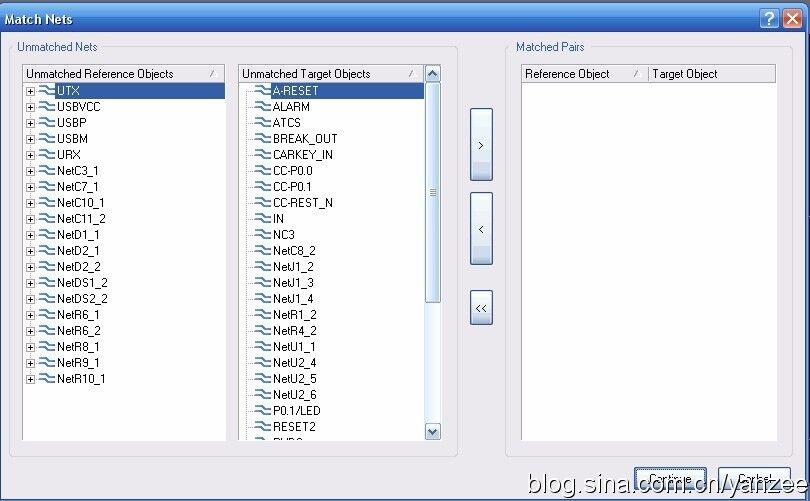 Match Nets
Unmatched Nets
Matched Pairs
Unmatched Reference Objects
Unmatched Target Objects
Reference Object
Target Object
UTX
USBVCC
USBP
USBM
URX
NetC3_1
NetC7_1
NetC10_1
NetC11_2
NetD1_1
NetD2_1
NetD2_2
NetDS1_2
NetDS2_2
NetR6_1
NetR6_2
NetR8_1
NetR9_1
NetR10_1
A-RESET
ALARM
ATCS
BREAK_OUT
CARKEY_IN
CC-P0.0
CC-P0.1
CC-REST_N
IN
NC3
NetC8_2
NetJ1_2
NetJ1_3
NetJ1_4
NetR1_2
NetR4_2
NetU1_1
NetU2_4
NetU2_5
NetU2_6
P0.1/LED
RESET2
>
<
<<
Continue
Cancel
blog.sina.com.cn/yanzee